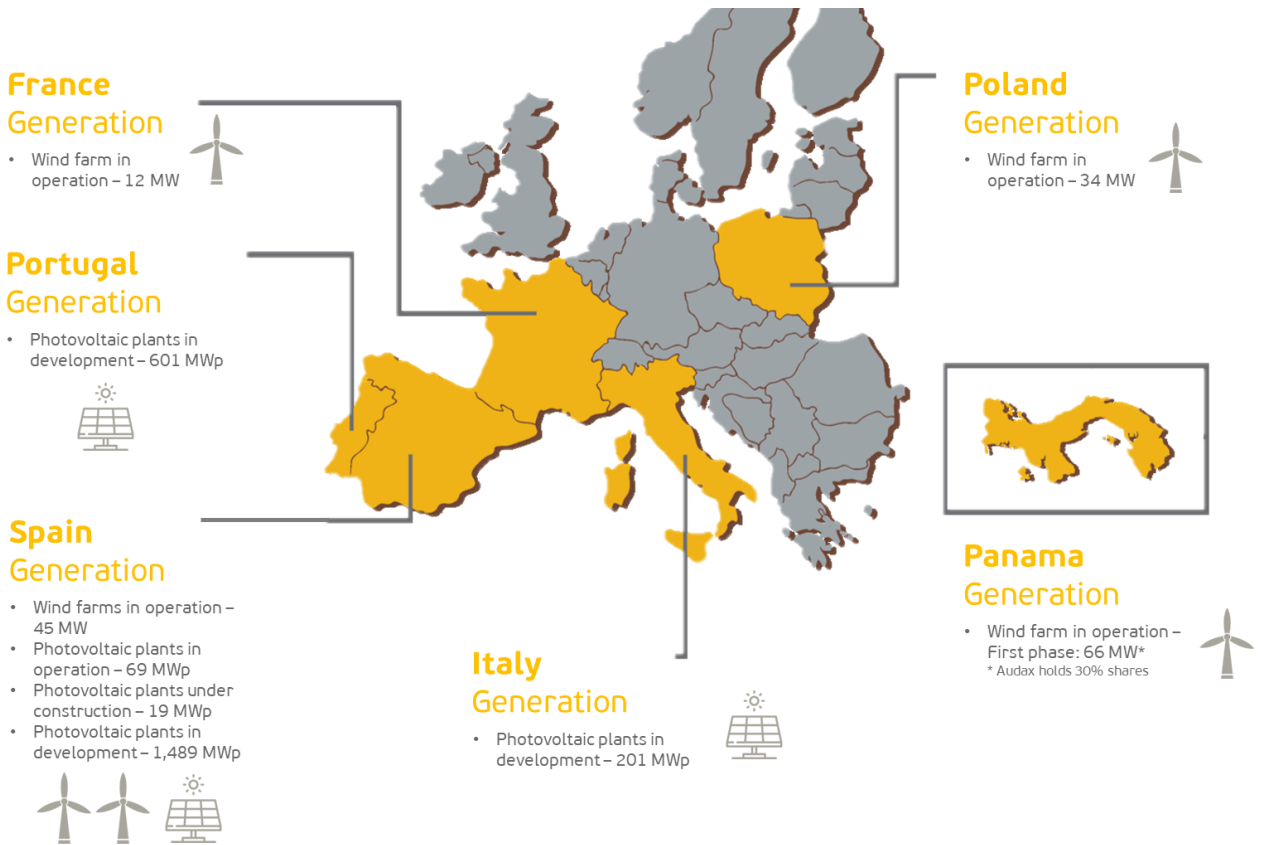 France
Generation
• Wind farm in
operation – 12 MW
Portugal
Generation
• Photovoltaic plants in
development – 601 MWp
Spain
Generation
• Wind farms in operation –
45 MW
• Photovoltaic plants in
operation – 69 MWp
• Photovoltaic plants under
construction – 19 MWp
• Photovoltaic plants in
development – 1,489 MWp
Italy
Generation
• Photovoltaic plants in
development – 201 MWp
Poland
Generation
• Wind farm in
operation – 34 MW
Panama
Generation
• Wind farm in operation –
First phase: 66 MW*
* Audax holds 30% shares